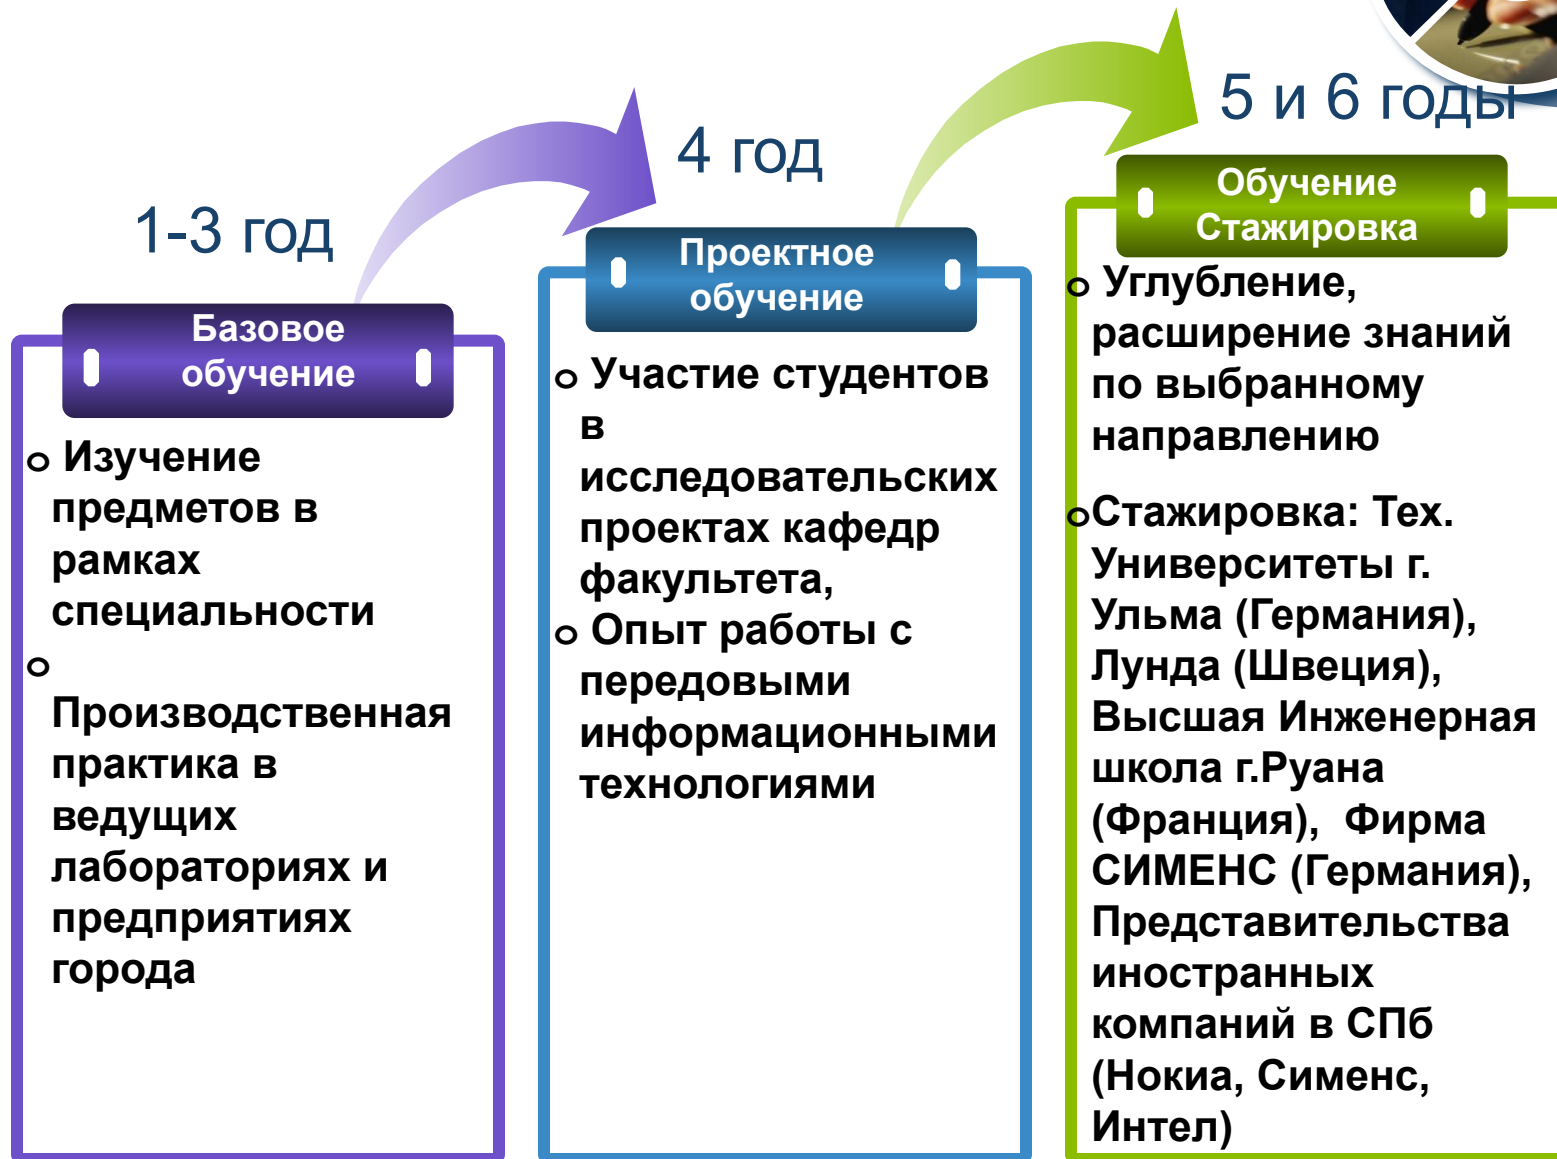 1-3 год
Базовое
обучение
o Изучение
предметов в
рамках
специальности
o
Производственная
практика в
ведущих
лабораториях и
предприятиях
города
4 год
Проектное
обучение
o Участие студентов
в
исследовательских
проектах кафедр
факультета,
o Опыт работы с
передовыми
информационными
технологиями
5 и 6 годы
Обучение
Стажировка
o Углубление,
расширение знаний
по выбранному
направлению
oСтажировка: Тех.
Университеты г.
Ульма (Германия),
Лунда (Швеция),
Высшая Инженерная
школа г.Руана
(Франция),  Фирма
СИМЕНС (Германия),
Представительства
иностранных
компаний в СПб
(Нокиа, Сименс,
Интел)